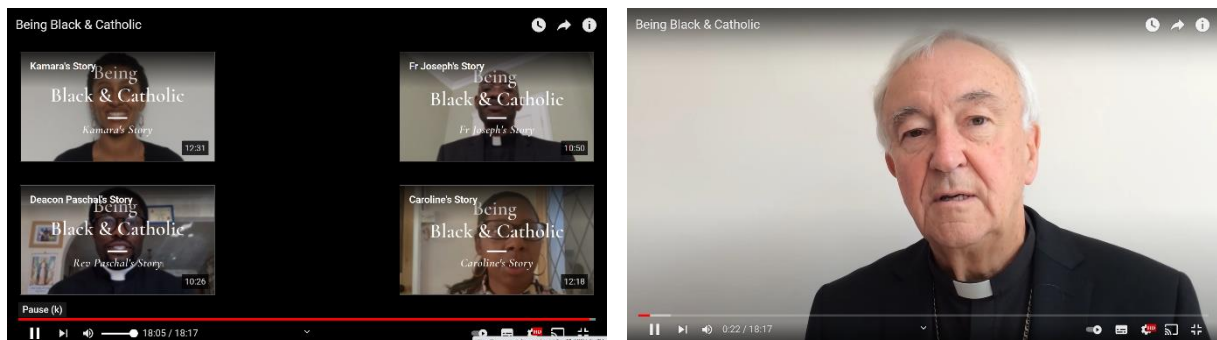 Being Black & Catholic
Kamara's Story
Being
Black & Catholic
Kamara's Story
12:31
Fr Joseph's Story
Being
Black & Catholic
Fr Joseph's Story
10:50
Deacon Paschal's Story
Being
Black & Catholic
Rev Paschal's Story
10:26
Caroline's Story
Being
Black & Catholic
Caroline's Story
12:18
Pause (k)
18:05 / 18:17
Being Black & Catholic
0:22 / 18:17